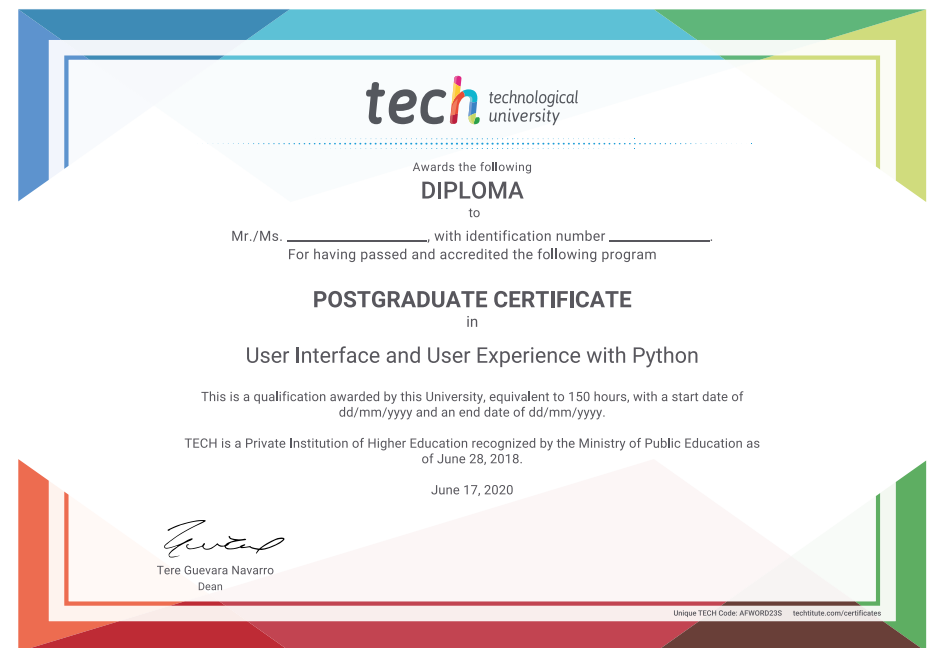 tech technological
university
Awards the following
DIPLOMA
to
Mr./Ms. ____________________, with identification number ______________.
For having passed and accredited the following program
POSTGRADUATE CERTIFICATE
in
User Interface and User Experience with Python
This is a qualification awarded by this University, equivalent to 150 hours, with a start date of
dd/mm/yyyy and an end date of dd/mm/yyyy.
TECH is a Private Institution of Higher Education recognized by the Ministry of Public Education as
of June 28, 2018.
June 17, 2020
Tere Guevara Navarro
Dean
Unique TECH Code: AFWORD23S techtitute.com/certificates